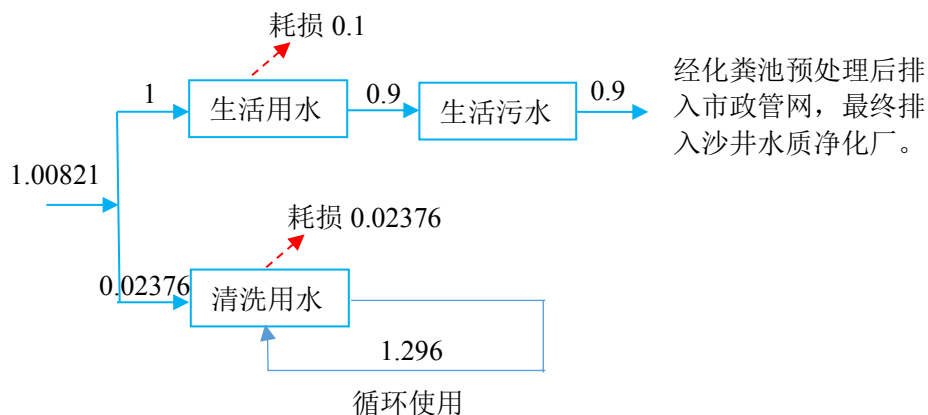 耗损 0.1
1
生活用水
0.9
生活污水
0.9
经化粪池预处理后排
入市政管网，最终排
入沙井水质净化厂。
1.00821
耗损 0.02376
0.02376
清洗用水
1.296
循环使用